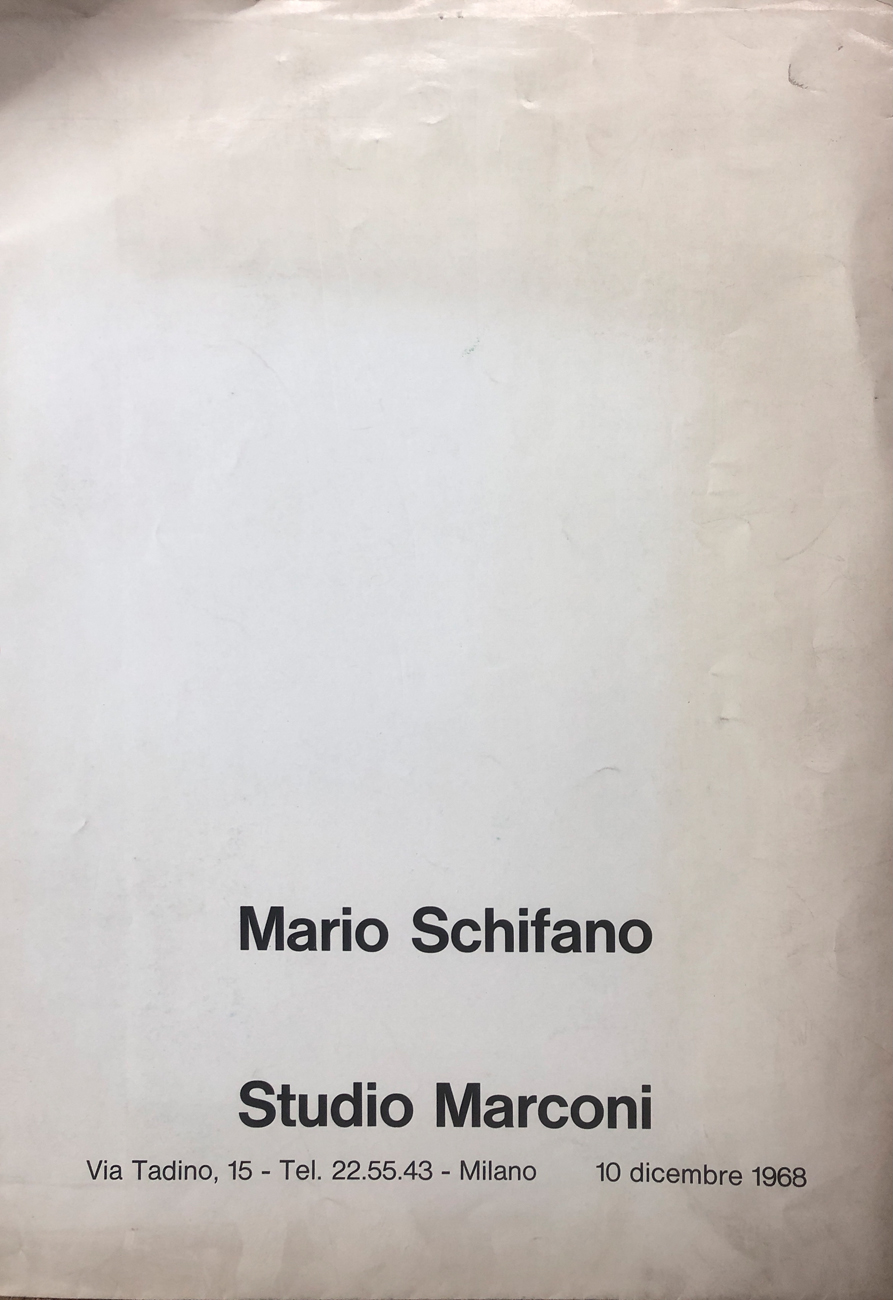 Mario Schifano
Studio Marconi
Via Tadino, 15 - Tel. 22.55.43 - Milano 10 dicembre 1968